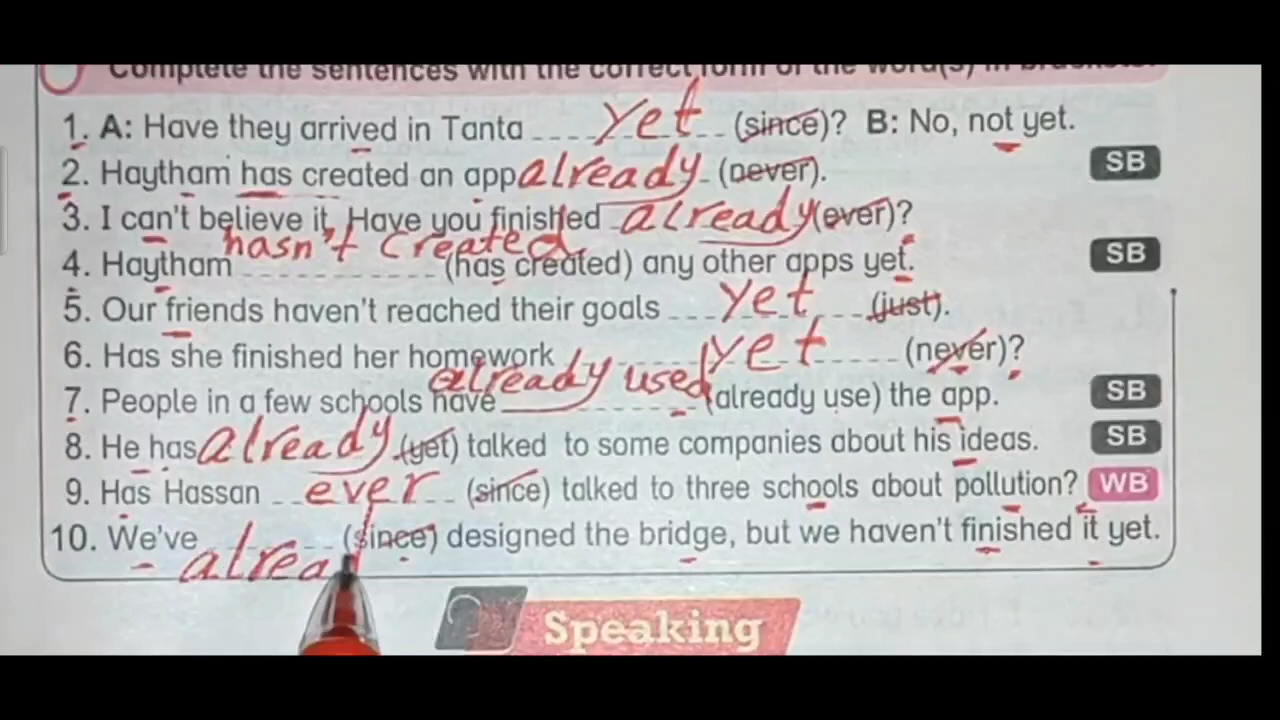 Complete the sentences with the correct form of the word(s) in brackets:
1. A: Have they arrived in Tanta yet (since)? B: No, not yet.
2. Haytham has created an app already (never). SB
3. I can't believe it, Have you finished already (ever)?
hasn't created
4. Haytham (has created) any other apps yet. SB
5. Our friends haven't reached their goals yet (just).
6. Has she finished her homework yet (never)?
already used
7. People in a few schools have (already use) the app. SB
8. He has already (yet) talked to some companies about his ideas. SB
9. Has Hassan ever (since) talked to three schools about pollution? WB
10. We've (since) designed the bridge, but we haven't finished it yet.
alread
Speaking